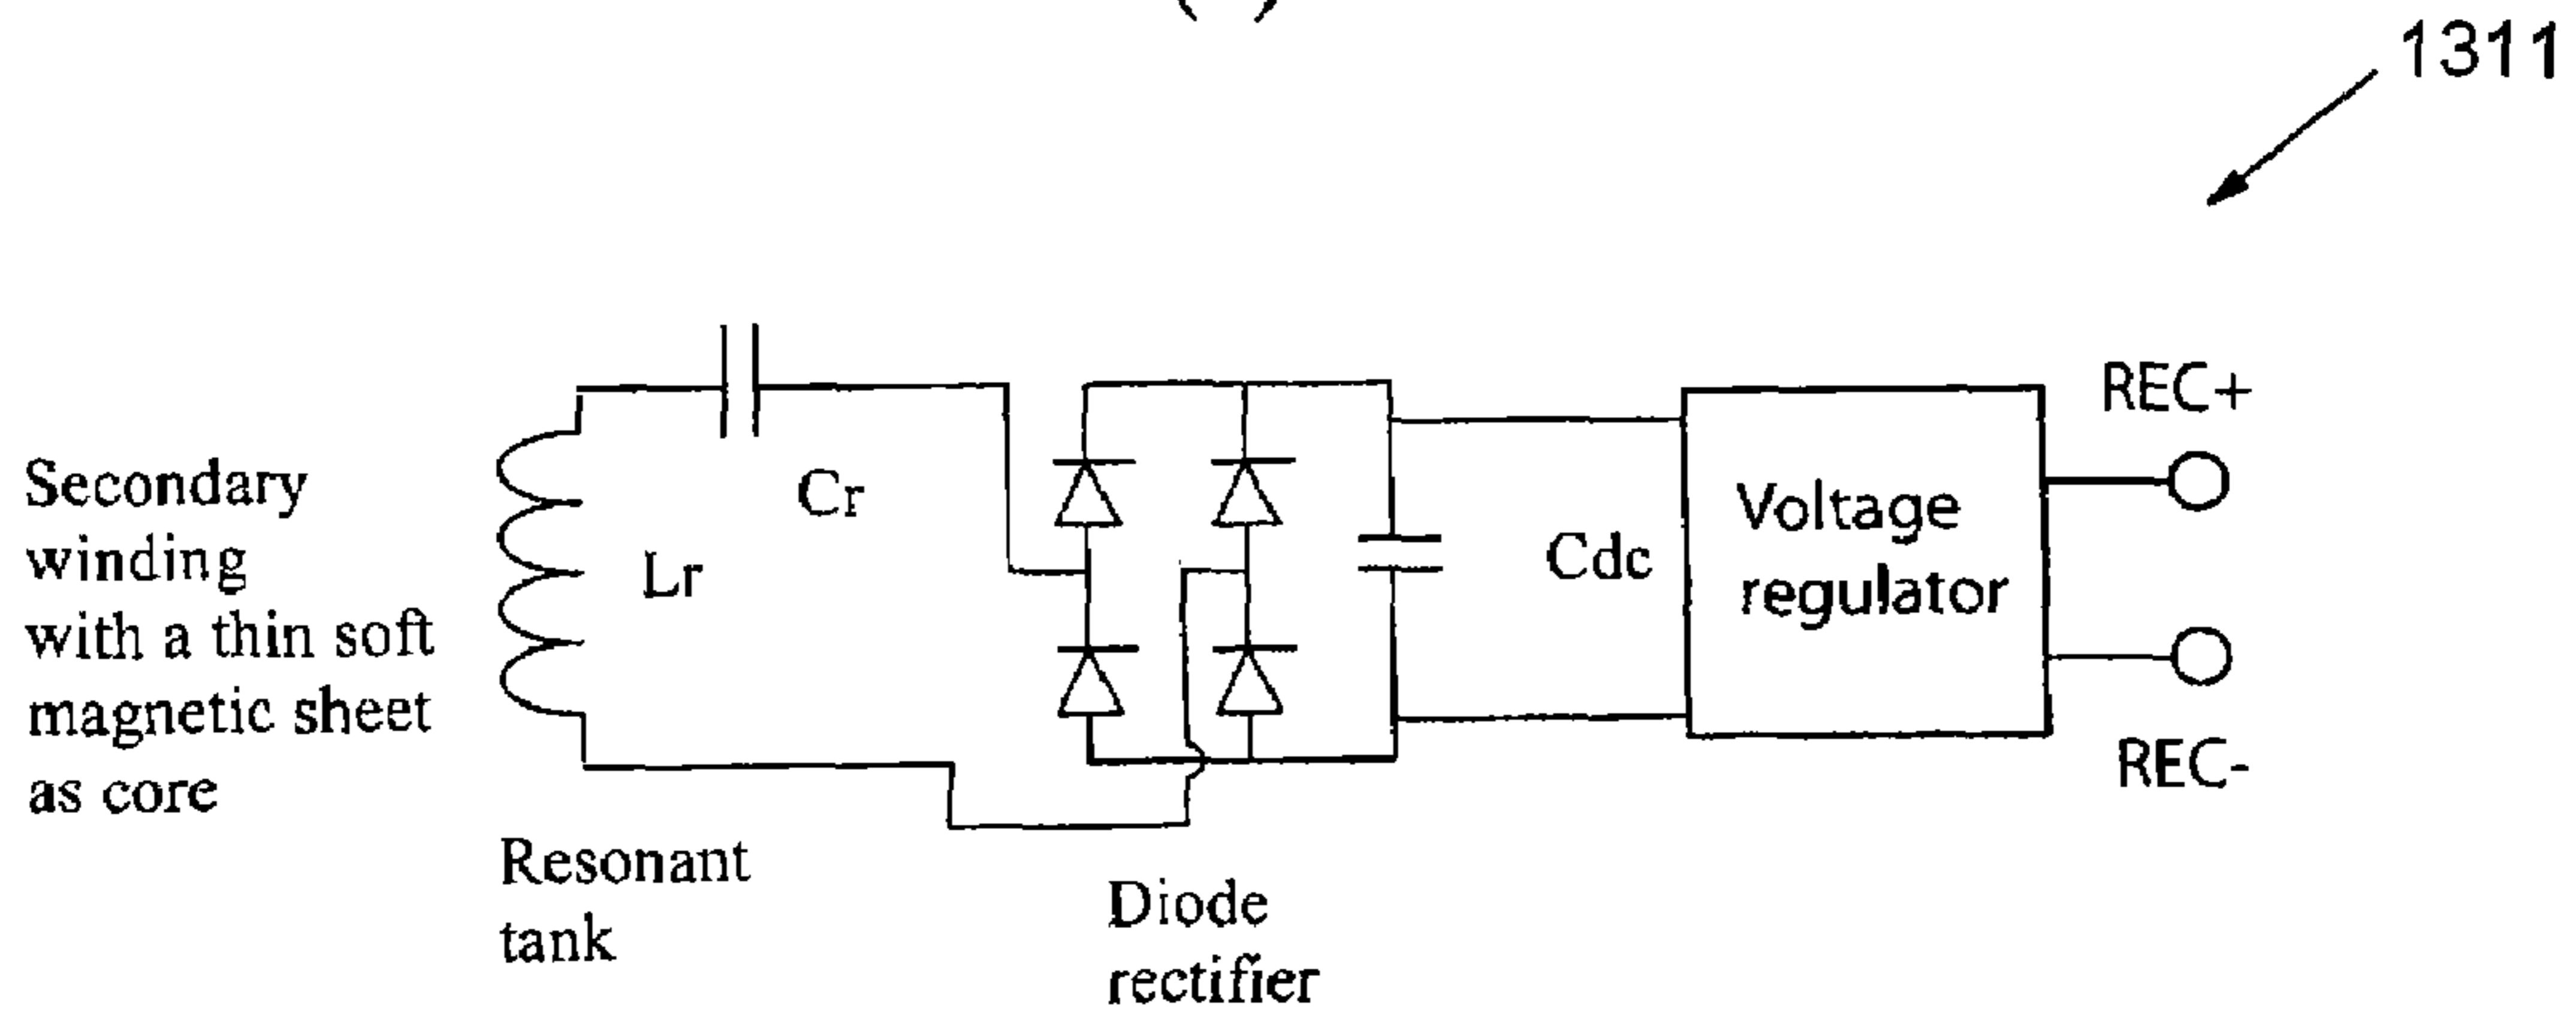 1311
REC+
Secondary
winding
with a thin soft
magnetic sheet
as core
Cr
Lr
Cdc
Voltage
regulator
REC-
Resonant
tank
Diode
rectifier